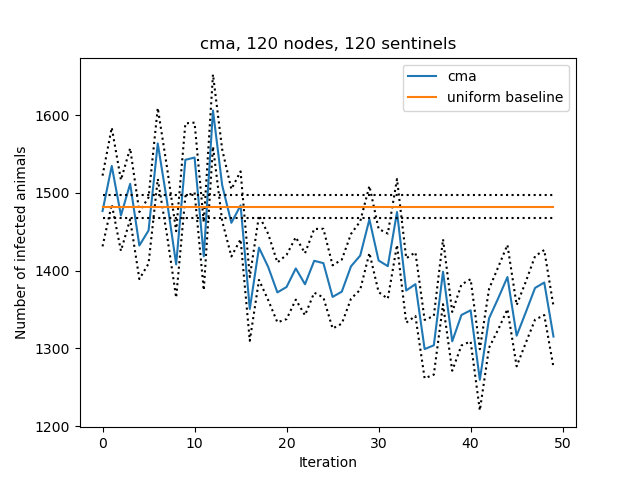 cma, 120 nodes, 120 sentinels
cma
uniform baseline
Number of infected animals
1600
1500
1400
1300
1200
0 10 20 30 40 50
Iteration